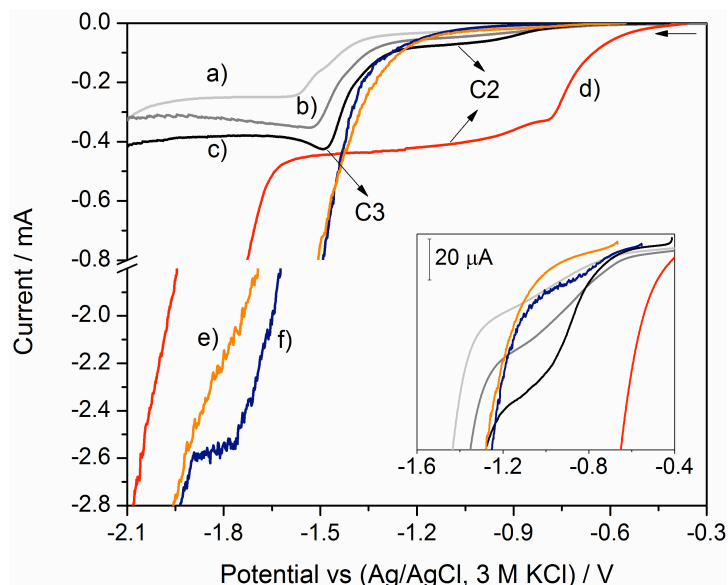 0.0
-0.2
-0.4
-0.6
-0.8
-2.0
-2.2
-2.4
-2.6
-2.8
Current / mA
a)
b)
c)
C2
d)
C3
e)
f)
20 μA
-1.6
-1.2
-0.8
-0.4
-2.1
-1.8
-1.5
-1.2
-0.9
-0.6
-0.3
Potential vs (Ag/AgCl, 3 M KCl) / V